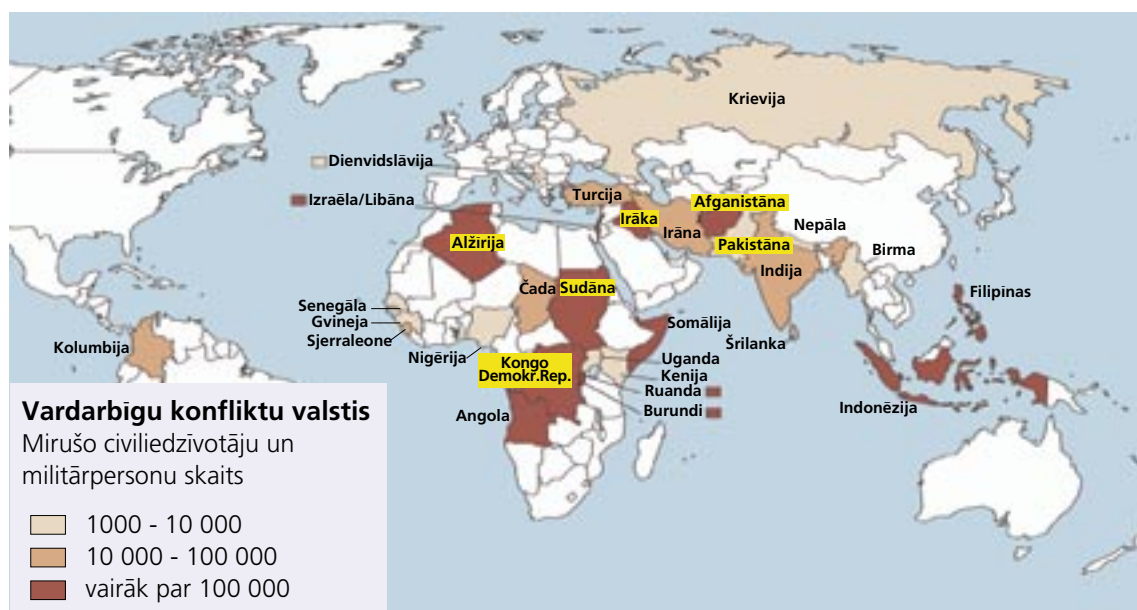 Krievija
Dienvidslāvija
Turcija
Afganistāna
Izraēla/Libāna
Irāka
Irāna
Nepāla
Alžīrija
Pakistāna
Birma
Indija
Čada
Sudāna
Filipīnas
Senegāla
Gvineja
Sjerraleone
Somālija
Kolumbija
Šrilanka
Nigērija
Kongo
Demokr.Rep.
Uganda
Kenija
Ruanda
Burundi
Angola
Indonēzija
Vardarbīgu konfliktu valstis
Mirušo civiliedzīvotāju un
militārpersonu skaits
1000 - 10 000
10 000 - 100 000
vairāk par 100 000